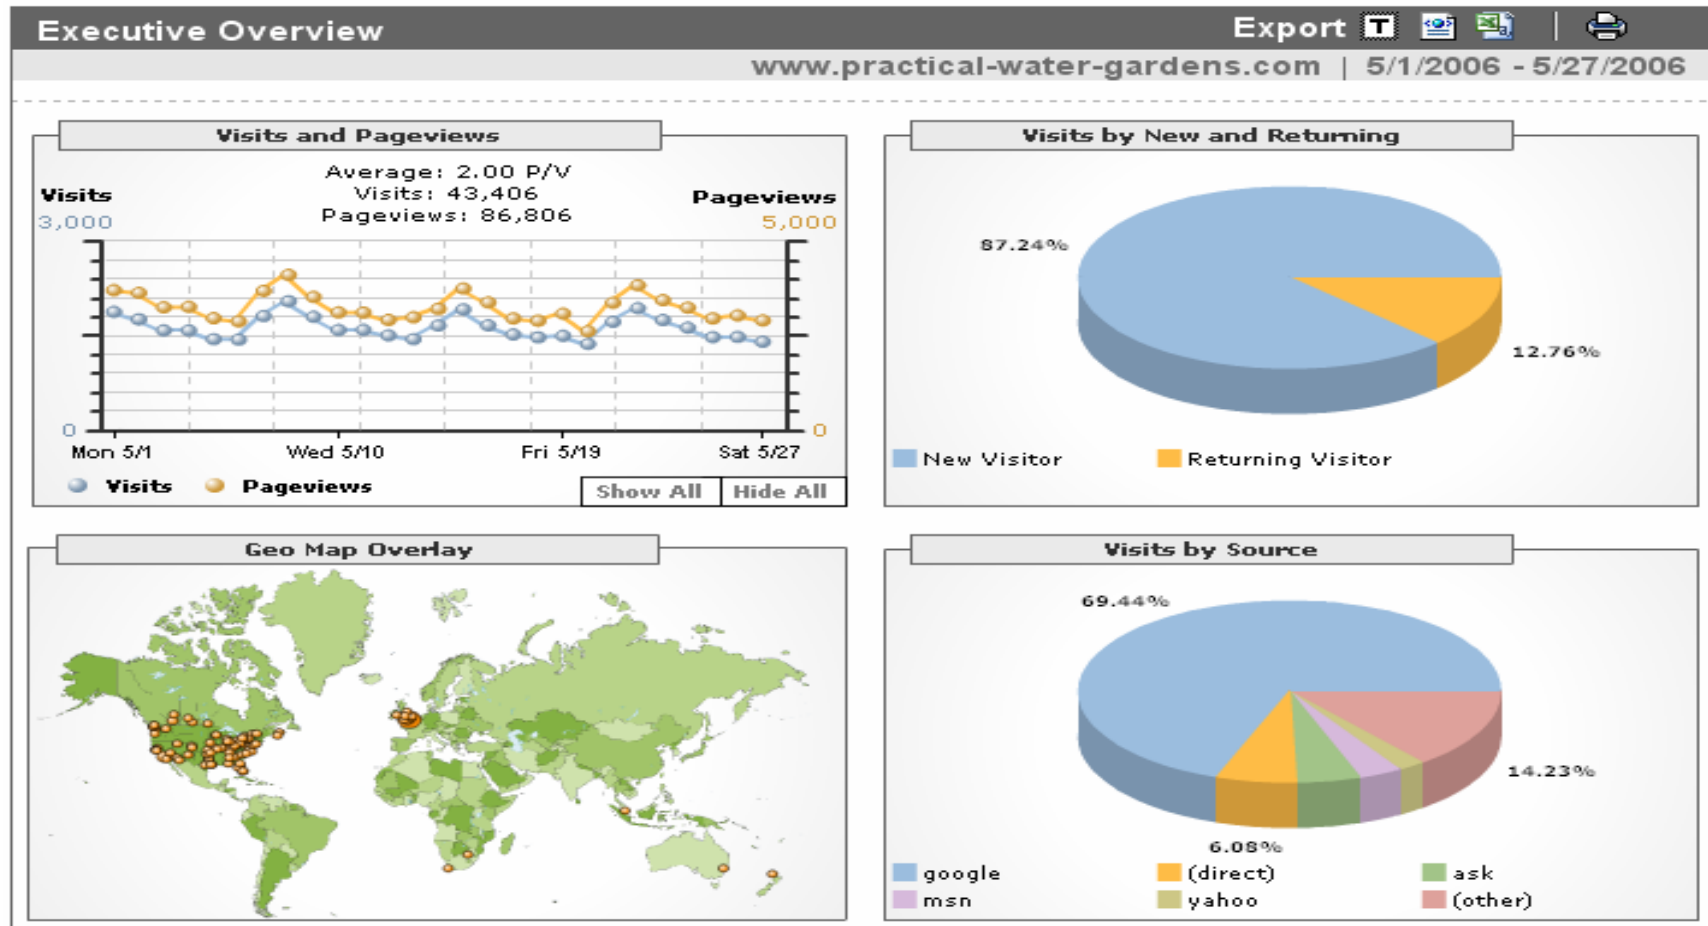 Executive Overview
Export T
www.practical-water-gardens.com | 5/1/2006 - 5/27/2006
Visits and Pageviews
Average: 2.00 P/V
Visits: 43,406
Pageviews: 86,806
Visits
3,000
Pageviews
5,000
0
0
Mon 5/1 Wed 5/10 Fri 5/19 Sat 5/27
Visits Pageviews
Show All Hide All
Visits by New and Returning
87.24%
12.76%
New Visitor Returning Visitor
Geo Map Overlay
Visits by Source
69.44%
14.23%
6.08%
google (direct) ask
msn yahoo (other)